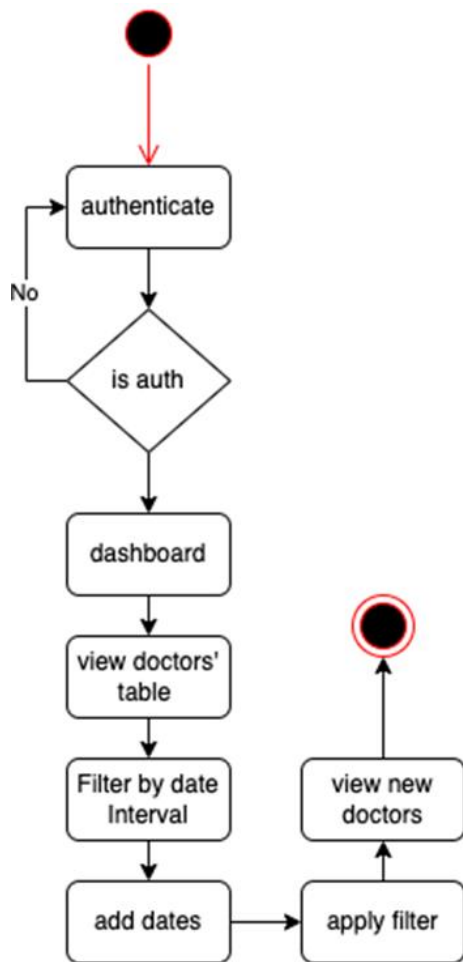 authenticate
No
is auth
dashboard
view doctors'
table
Filter by date
Interval
add dates
apply filter
view new
doctors